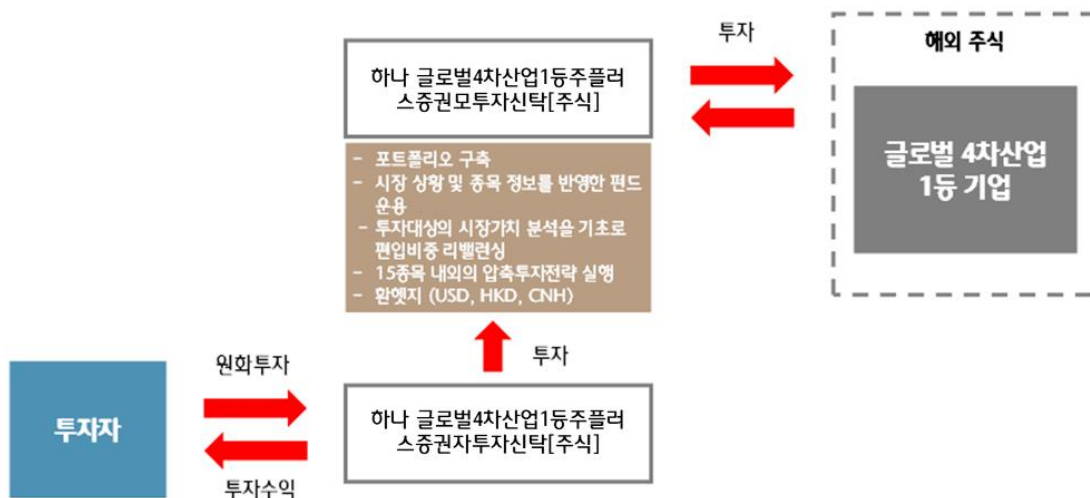 투자
해외 주식
하나 글로벌4차산업1등주플러
스증권모투자신탁[주식]
글로벌 4차산업
1등 기업
- 포트폴리오 구축
- 시장 상황 및 종목 정보를 반영한 펀드
운용
- 투자대상의 시장가치 분석을 기초로
편입비중 리밸런싱
- 15종목 내외의 압축투자전략 실행
- 환헷지 (USD, HKD, CNH)
투자
원화투자
투자자
하나 글로벌4차산업1등주플러
스증권자투자신탁[주식]
투자수익